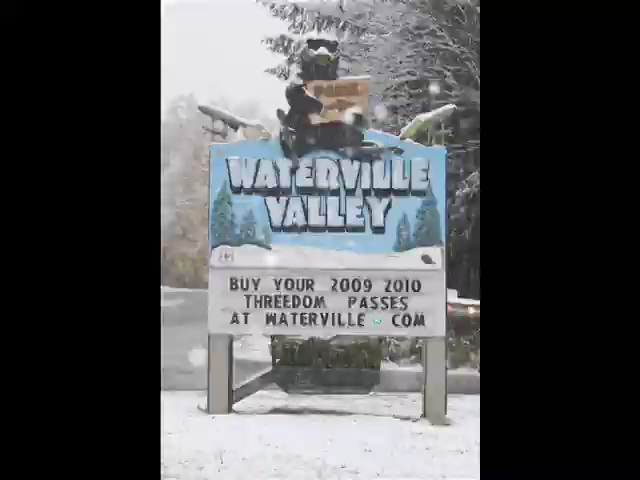 WATERVILLE
VALLEY
BUY YOUR 2009 2010
THREEDOM PASSES
AT WATERVILLE . COM